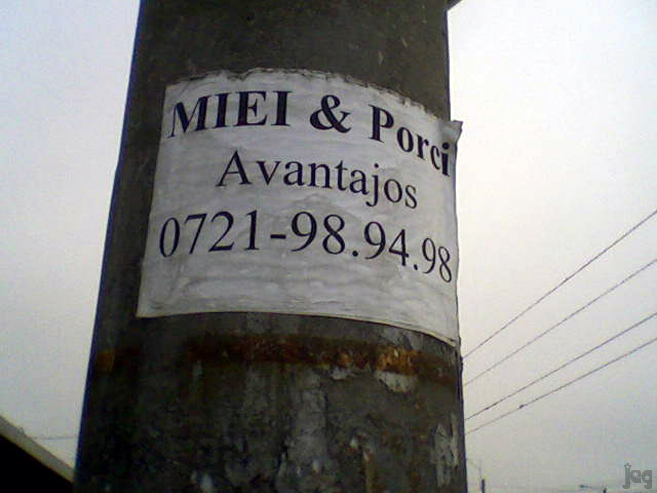 MIEI & Porci
Avantajos
0721-98.94.98
jag